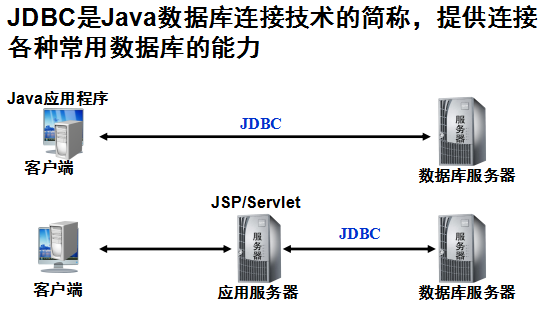 JDBC是Java数据库连接技术的简称，提供连接
各种常用数据库的能力
Java应用程序
服务器
JDBC
客户端
数据库服务器
JSP/Servlet
服务器
JDBC
服务器
客户端
应用服务器
数据库服务器